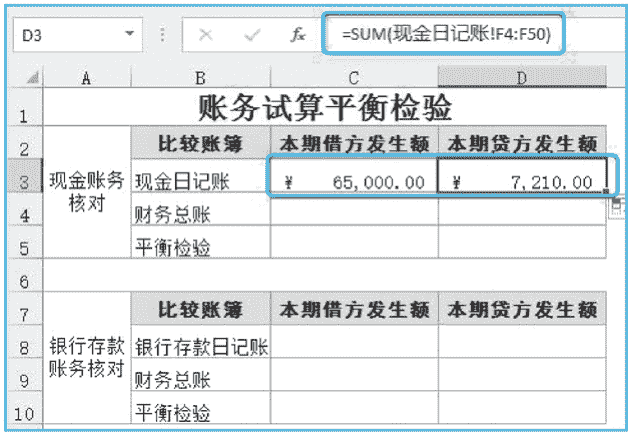 D3 fx =SUM(现金日记账!F4:F50)
A B C D
1 账务试算平衡检验
2 比较账簿 本期借方发生额 本期贷方发生额
3 现金账务核对 现金日记账 ¥ 65,000.00 ¥ 7,210.00
4 财务总账
5 平衡检验
6
7 比较账簿 本期借方发生额 本期贷方发生额
8 银行存款账务核对 银行存款日记账
9 财务总账
10 平衡检验